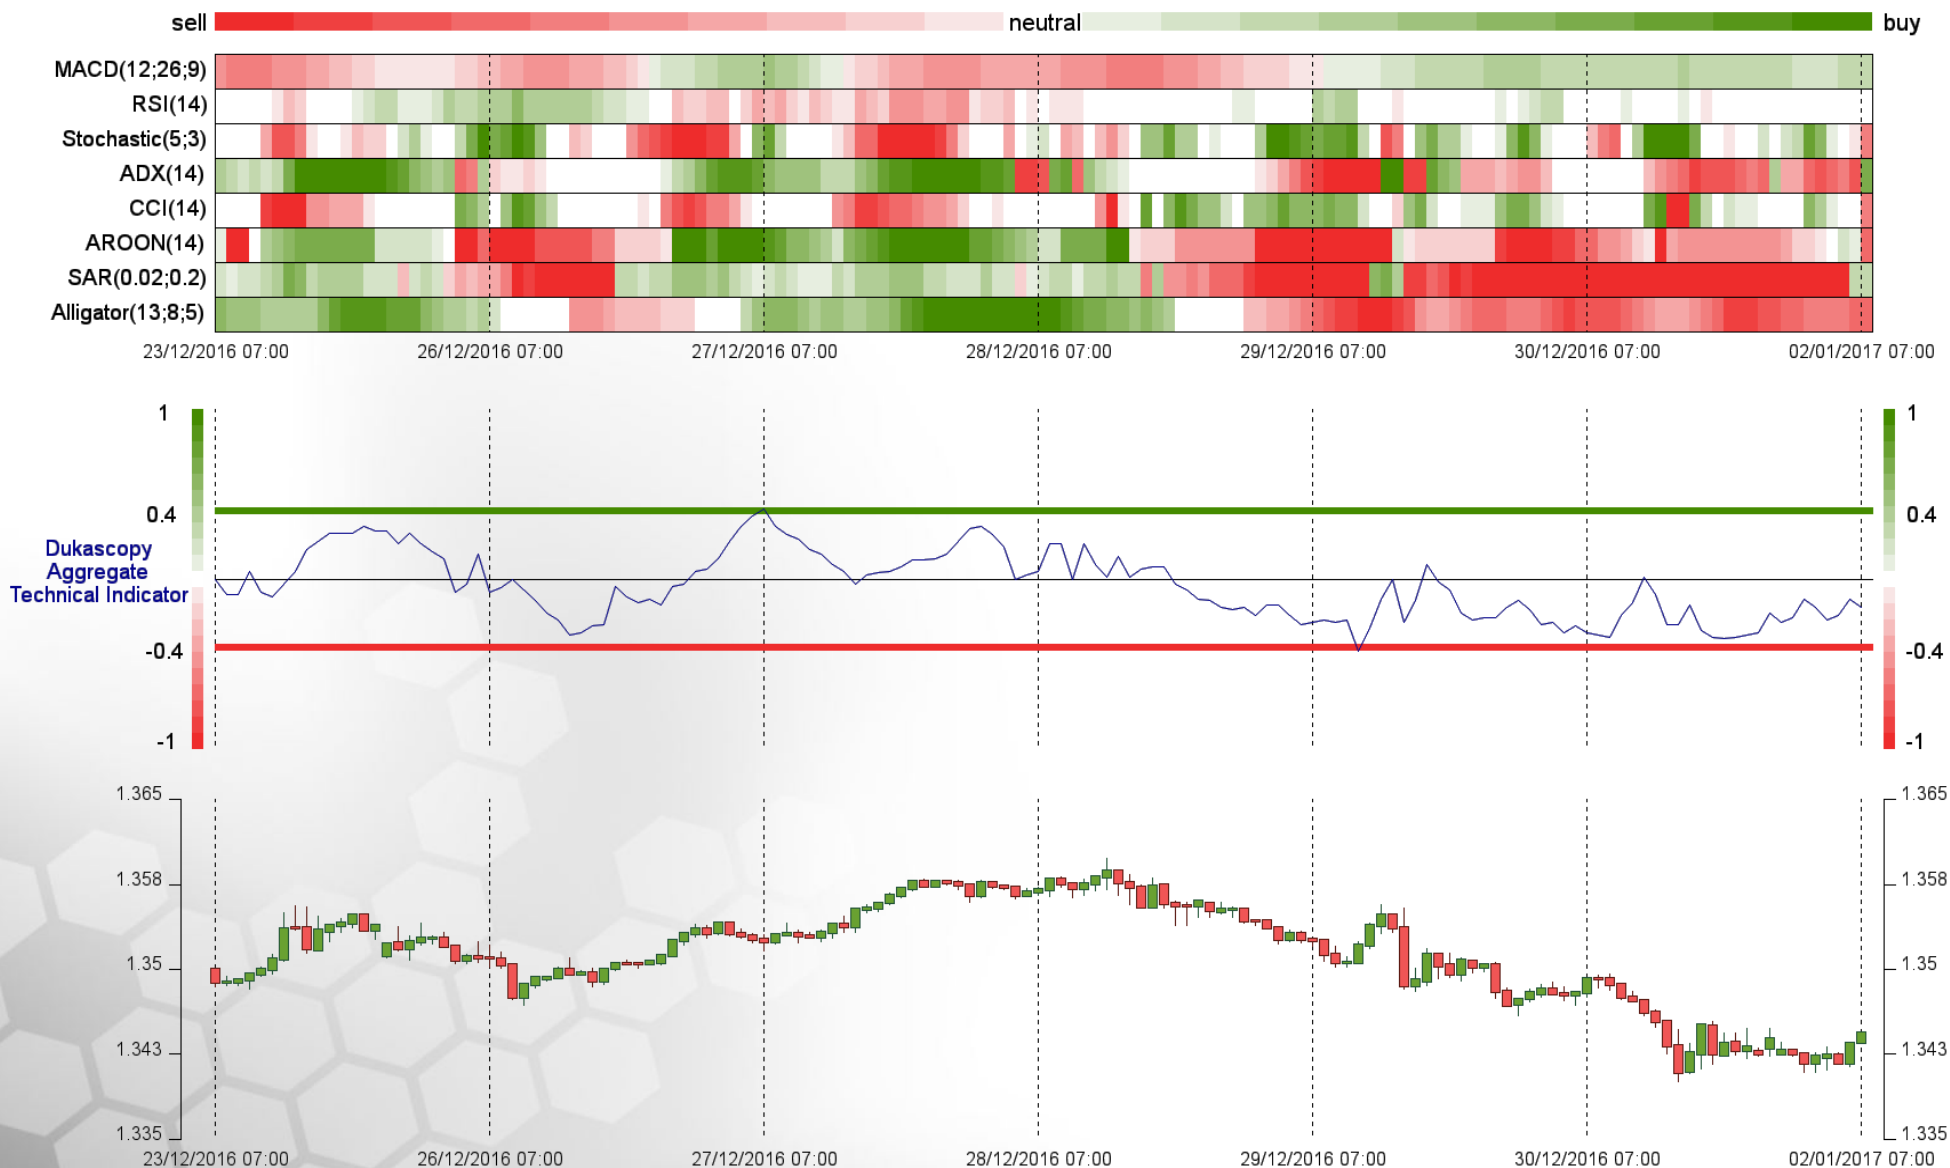 sell neutral buy
MACD(12;26;9)
RSI(14)
Stochastic(5;3)
ADX(14)
CCI(14)
AROON(14)
SAR(0.02;0.2)
Alligator(13;8;5)
23/12/2016 07:00 26/12/2016 07:00 27/12/2016 07:00 28/12/2016 07:00 29/12/2016 07:00 30/12/2016 07:00 02/01/2017 07:00
1 1
0.4 0.4
Dukascopy
Aggregate
Technical Indicator
-0.4 -0.4
-1 -1
1.365 1.365
1.358 1.358
1.35 1.35
1.343 1.343
1.335 1.335
23/12/2016 07:00 26/12/2016 07:00 27/12/2016 07:00 28/12/2016 07:00 29/12/2016 07:00 30/12/2016 07:00 02/01/2017 07:00